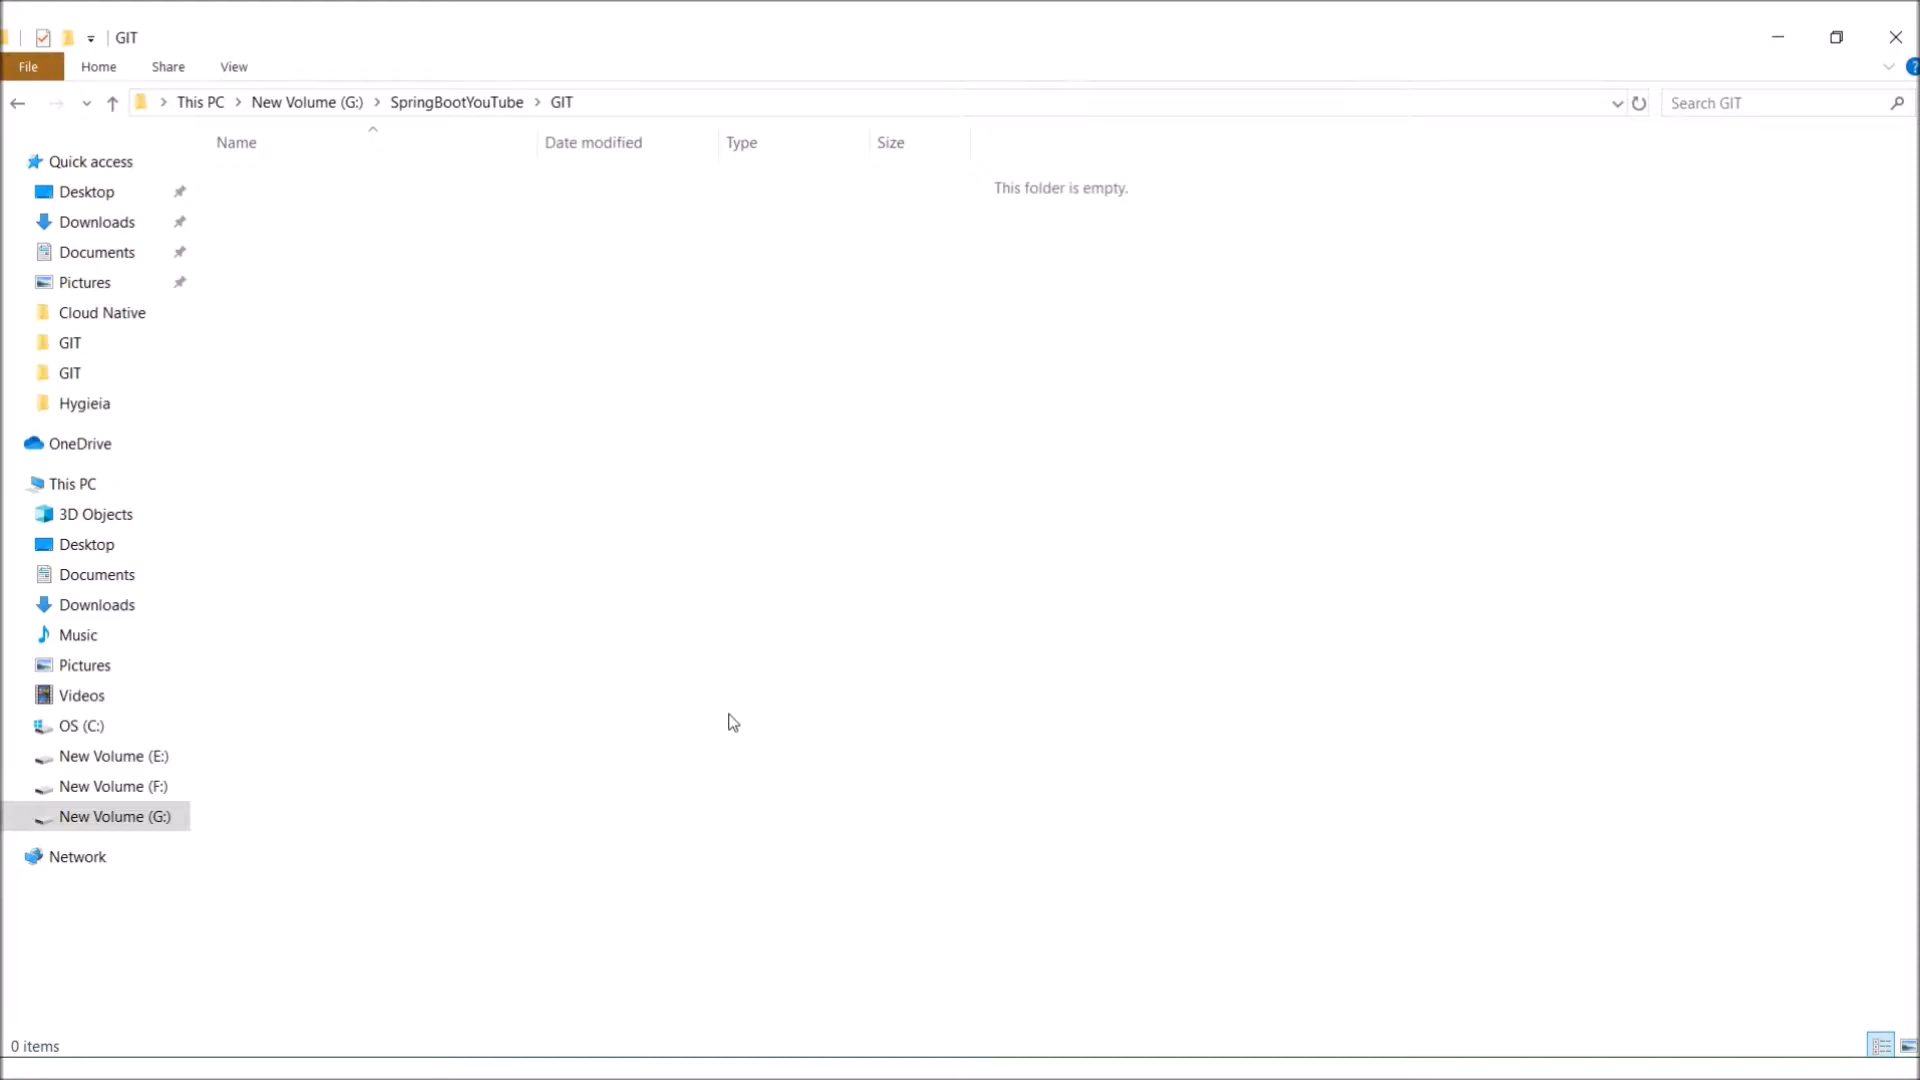 GIT
File Home Share View ?
This PC New Volume (G:) SpringBootYouTube GIT Search GIT
Name Date modified Type Size
This folder is empty.
Quick access
Desktop
Downloads
Documents
Pictures
Cloud Native
GIT
GIT
Hygieia
OneDrive
This PC
3D Objects
Desktop
Documents
Downloads
Music
Pictures
Videos
OS (C:)
New Volume (E:)
New Volume (F:)
New Volume (G:)
Network
0 items